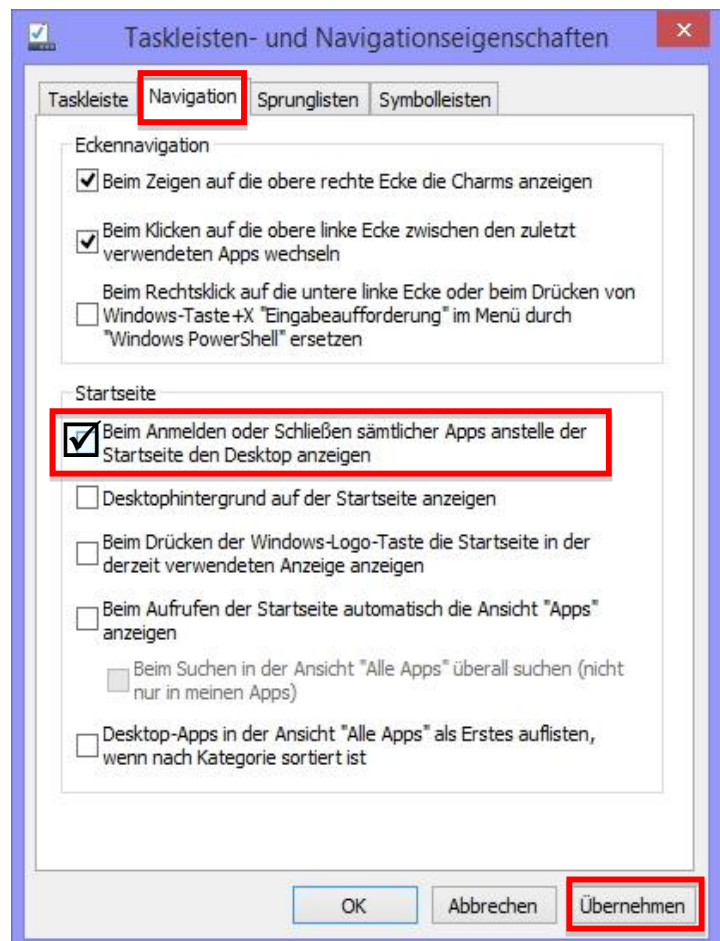 Taskleisten- und Navigationseigenschaften
Taskleiste Navigation Sprunglisten Symbolleisten
Eckennavigation
Beim Zeigen auf die obere rechte Ecke die Charms anzeigen
Beim Klicken auf die obere linke Ecke zwischen den zuletzt
verwendeten Apps wechseln
Beim Rechtsklick auf die untere linke Ecke oder beim Drücken von
Windows-Taste+X "Eingabeaufforderung" im Menü durch
"Windows PowerShell" ersetzen
Startseite
Beim Anmelden oder Schließen sämtlicher Apps anstelle der
Startseite den Desktop anzeigen
Desktophintergrund auf der Startseite anzeigen
Beim Drücken der Windows-Logo-Taste die Startseite in der
derzeit verwendeten Anzeige anzeigen
Beim Aufrufen der Startseite automatisch die Ansicht "Apps"
anzeigen
Beim Suchen in der Ansicht "Alle Apps" überall suchen (nicht
nur in meinen Apps)
Desktop-Apps in der Ansicht "Alle Apps" als Erstes auflisten,
wenn nach Kategorie sortiert ist
OK Abbrechen Übernehmen